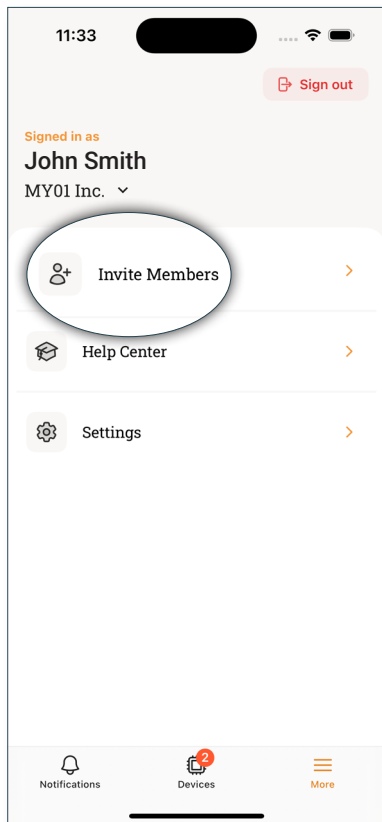 11:33
Sign out
Signed in as
John Smith
MY01 Inc.
Invite Members
Help Center
Settings
2
Notifications
Devices
More